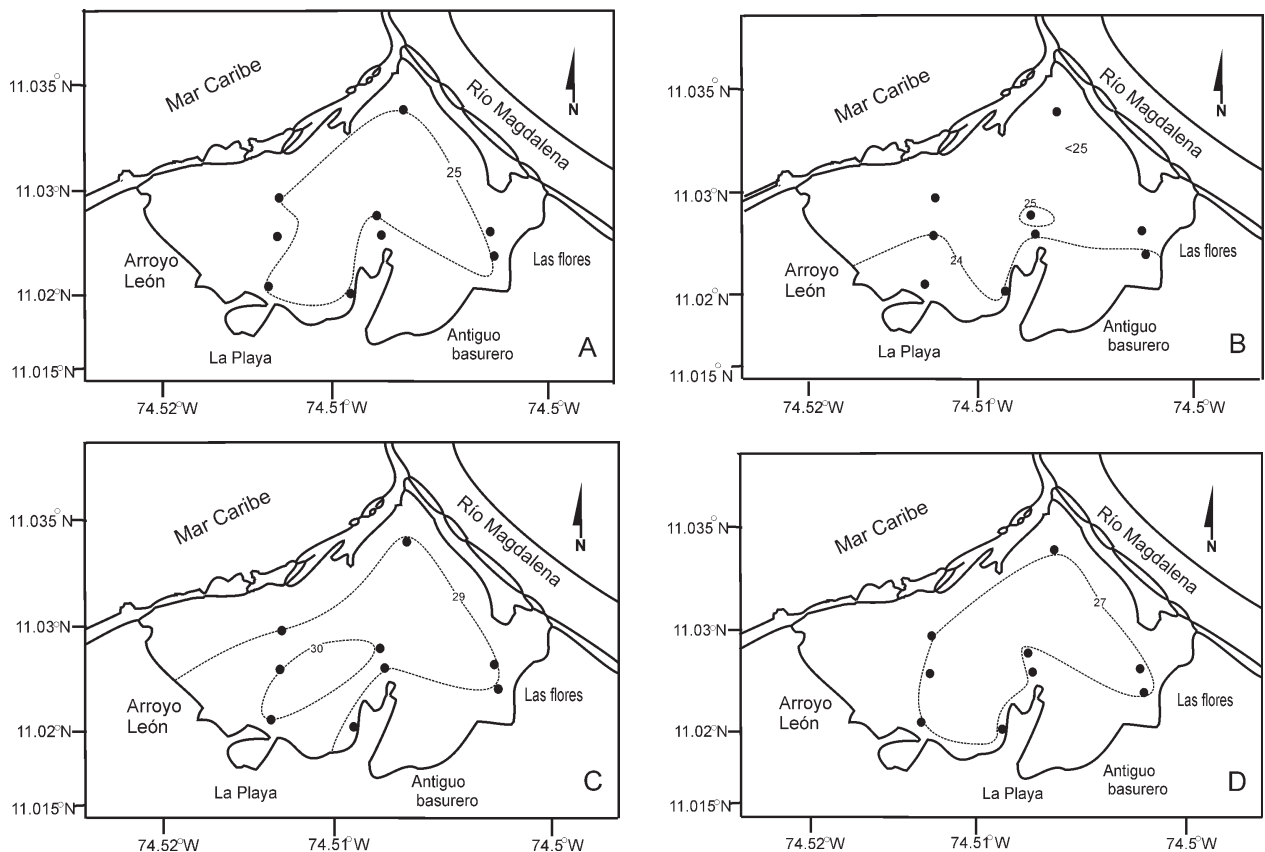 Mar Caribe
Río Magdalena
N
11.035° N
11.03°N
11.02°N
11.015°N
25
Arroyo
León
Las flores
La Playa
Antiguo
basurero
A
74.52°W
74.51°W
74.5°W
Mar Caribe
Río Magdalena
N
11.035° N
11.03°N
11.02°N
11.015°N
<25
25
24
Arroyo
León
Las flores
La Playa
Antiguo
basurero
B
74.52°W
74.51°W
74.5°W
Mar Caribe
Río Magdalena
N
11.035° N
11.03°N
11.02°N
11.015°N
29
30
Arroyo
León
Las flores
La Playa
Antiguo
basurero
C
74.52°W
74.51°W
74.5°W
Mar Caribe
Río Magdalena
N
11.035° N
11.03°N
11.02°N
11.015°N
27
Arroyo
León
Las flores
La Playa
Antiguo
basurero
D
74.52°W
74.51°W
74.5°W